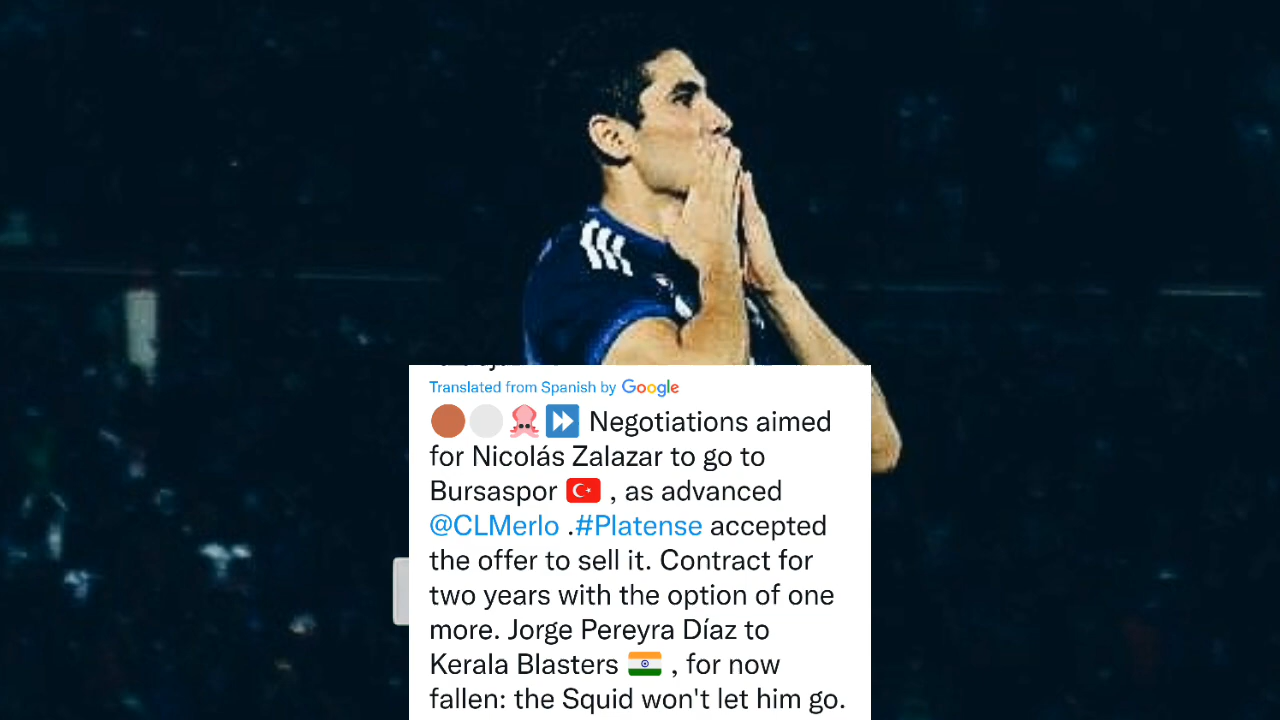 Translated from Spanish by Google
🟤⚪🦑⏩ Negotiations aimed
for Nicolás Zalazar to go to
Bursaspor 🇹🇷 , as advanced
@CLMerlo .#Platense accepted
the offer to sell it. Contract for
two years with the option of one
more. Jorge Pereyra Díaz to
Kerala Blasters 🇮🇳 , for now
fallen: the Squid won't let him go.